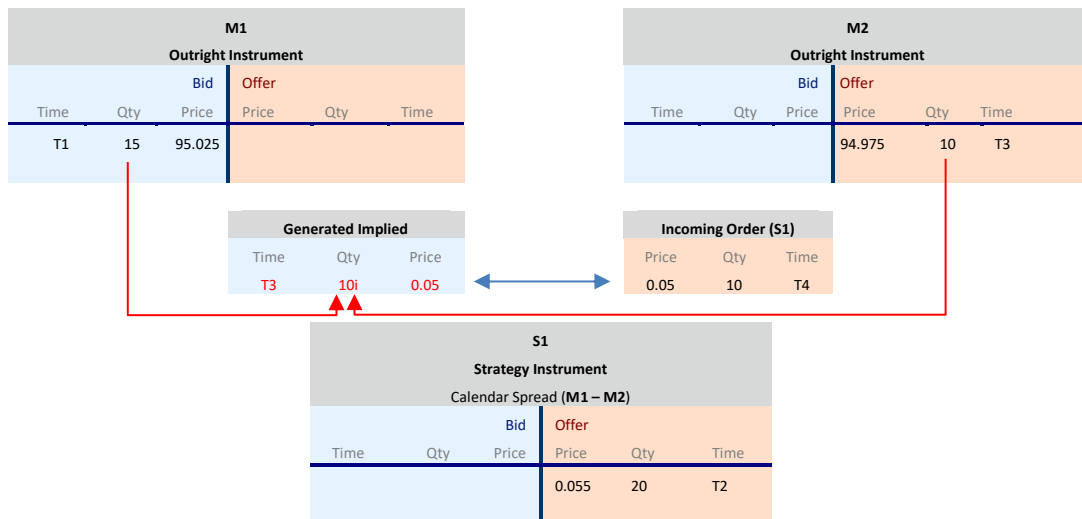 M1
Outright Instrument
Bid Offer
Time Qty Price Price Qty Time
T1 15 95.025
M2
Outright Instrument
Bid Offer
Time Qty Price Price Qty Time
94.975 10 T3
Generated Implied
Time Qty Price
T3 10i 0.05
Incoming Order (S1)
Price Qty Time
0.05 10 T4
S1
Strategy Instrument
Calendar Spread (M1 – M2)
Bid Offer
Time Qty Price Price Qty Time
0.055 20 T2